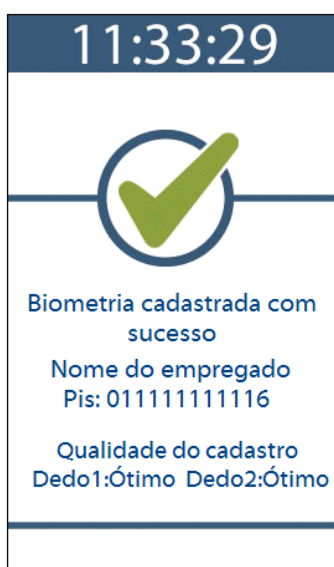 11:33:29
Biometria cadastrada com
sucesso
Nome do empregado
Pis: 011111111116
Qualidade do cadastro
Dedo1:Ótimo Dedo2:Ótimo